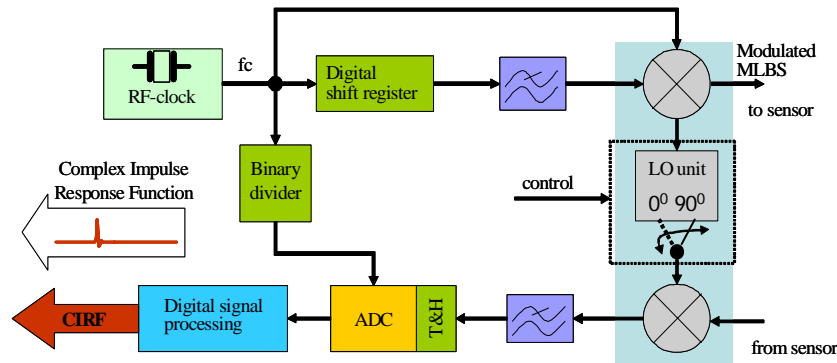 RF-clock
fc
Digital
shift register
Modulated
MLBS
to sensor
Complex Impulse
Response Function
Binary
divider
control
LO unit
0⁰ 90⁰
CIRF
Digital signal
processing
ADC
T&H
from sensor